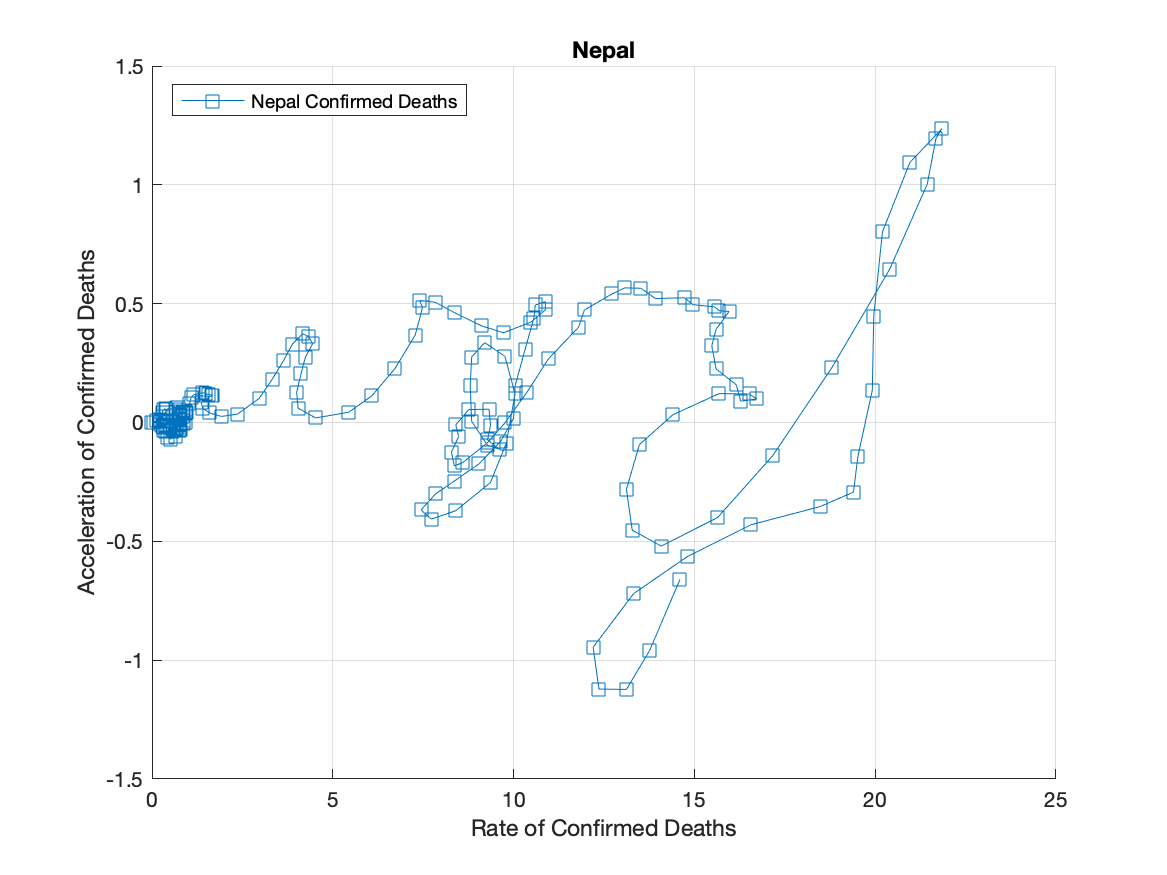 Nepal
1.5
Nepal Confirmed Deaths
1
0.5
0
-0.5
-1
-1.5
Acceleration of Confirmed Deaths
0 5 10 15 20 25
Rate of Confirmed Deaths